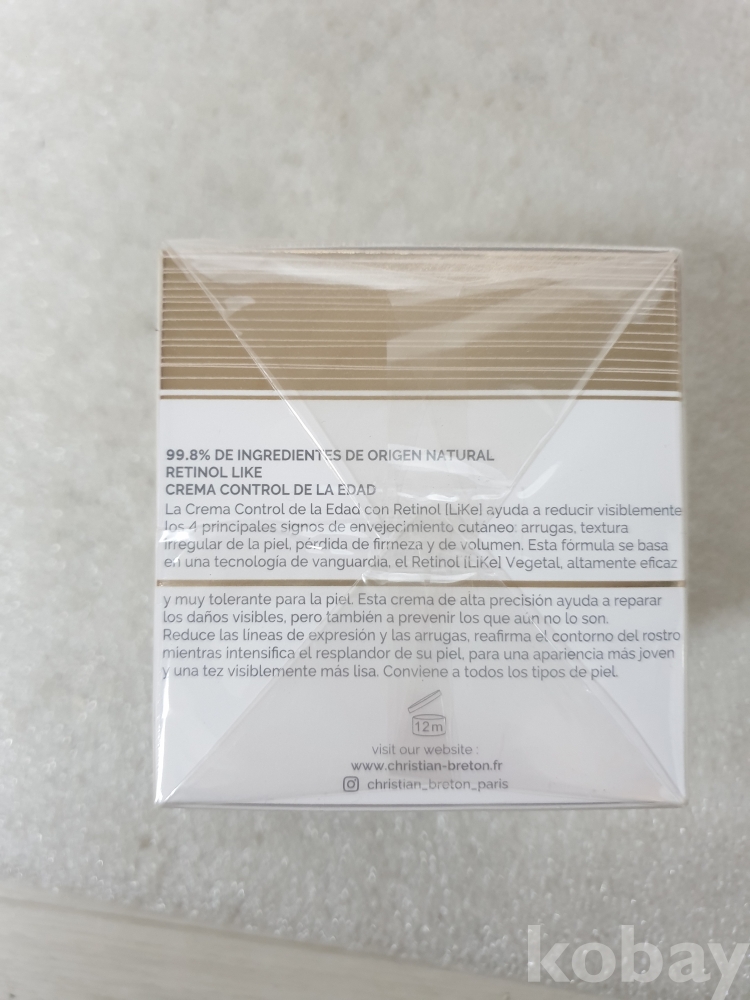 99.8% DE INGREDIENTES DE ORIGEN NATURAL
RETINOL LIKE
CREMA CONTROL DE LA EDAD
La Crema Control de la Edad con Retinol [LiKe] ayuda a reducir visiblemente
los 4 principales signos de envejecimiento cutaneo: arrugas, textura
irregular de la piel, pérdida de firmeza y de volumen. Esta fórmula se basa
en una tecnología de vanguardia, el Retinol [LiKe] Vegetal, altamente eficaz
y muy tolerante para la piel. Esta crema de alta precisión ayuda a reparar
los daños visibles, pero también a prevenir los que aún no lo son.
Reduce las líneas de expresión y las arrugas, reafirma el contorno del rostro
mientras intensifica el resplandor de su piel, para una apariencia más joven
y una tez visiblemente más lisa. Conviene a todos los tipos de piel.
12m
visit our website :
www.christian-breton.fr
christian_breton_paris
kobay